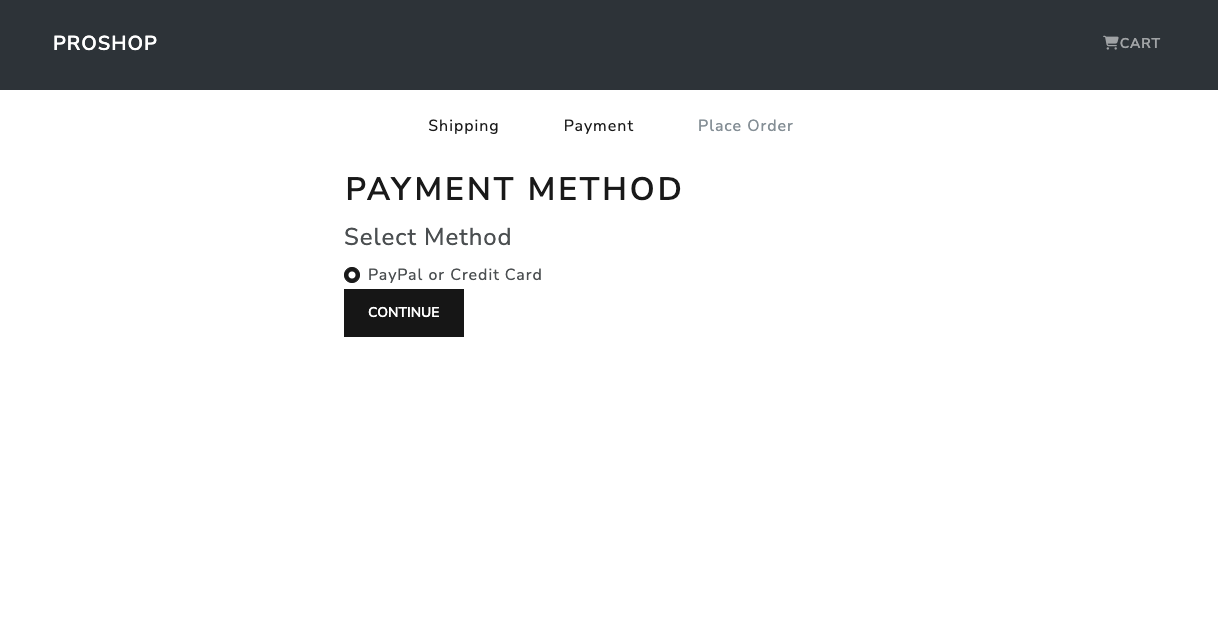 PROSHOP
CART
Shipping Payment Place Order
PAYMENT METHOD
Select Method
PayPal or Credit Card
CONTINUE